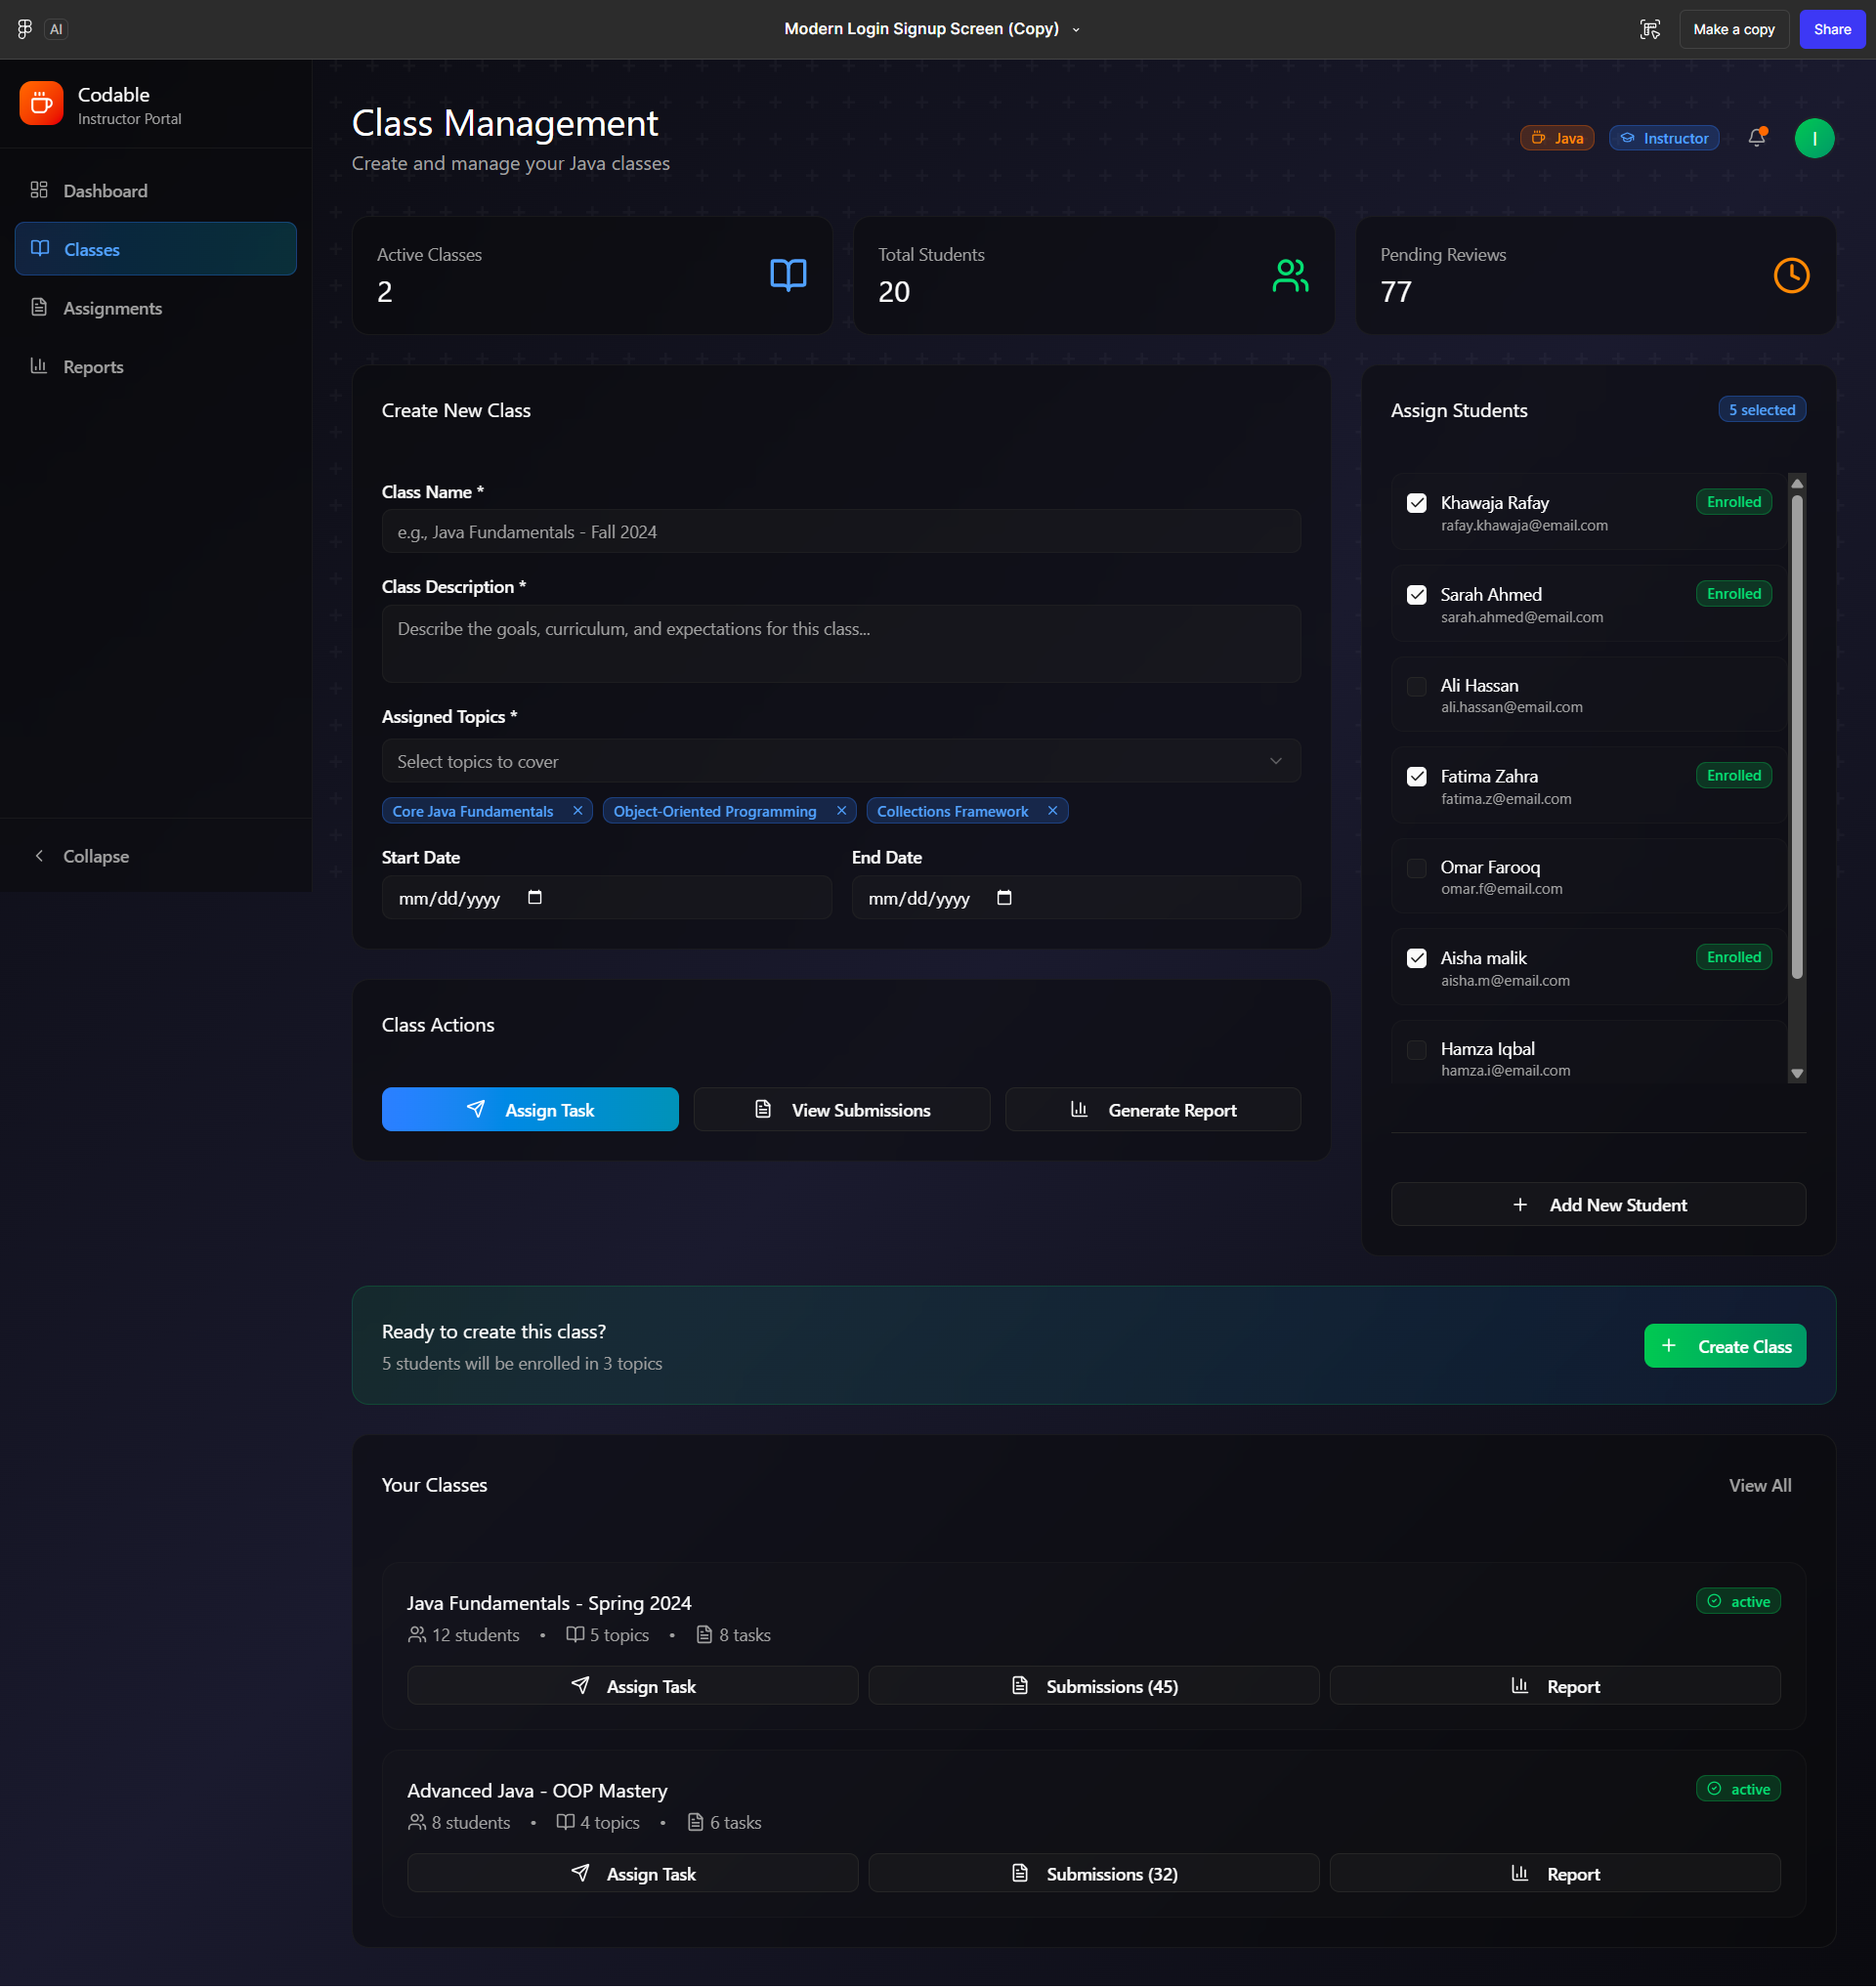 AI
Modern Login Signup Screen (Copy)
Make a copy
Share
Codable
Instructor Portal
Dashboard
Classes
Assignments
Reports
Collapse
Class Management
Create and manage your Java classes
Java
Instructor
I
Active Classes
2
Total Students
20
Pending Reviews
77
Create New Class
Class Name *
e.g., Java Fundamentals - Fall 2024
Class Description *
Describe the goals, curriculum, and expectations for this class...
Assigned Topics *
Select topics to cover
Core Java Fundamentals
Object-Oriented Programming
Collections Framework
Start Date
End Date
mm/dd/yyyy
mm/dd/yyyy
Class Actions
Assign Task
View Submissions
Generate Report
Assign Students
5 selected
Khawaja Rafay
Enrolled
rafay.khawaja@email.com
Sarah Ahmed
Enrolled
sarah.ahmed@email.com
Ali Hassan
ali.hassan@email.com
Fatima Zahra
Enrolled
fatima.z@email.com
Omar Farooq
omar.f@email.com
Aisha malik
Enrolled
aisha.m@email.com
Hamza Iqbal
hamza.i@email.com
Add New Student
Ready to create this class?
5 students will be enrolled in 3 topics
Create Class
Your Classes
View All
Java Fundamentals - Spring 2024
active
12 students • 5 topics • 8 tasks
Assign Task
Submissions (45)
Report
Advanced Java - OOP Mastery
active
8 students • 4 topics • 6 tasks
Assign Task
Submissions (32)
Report